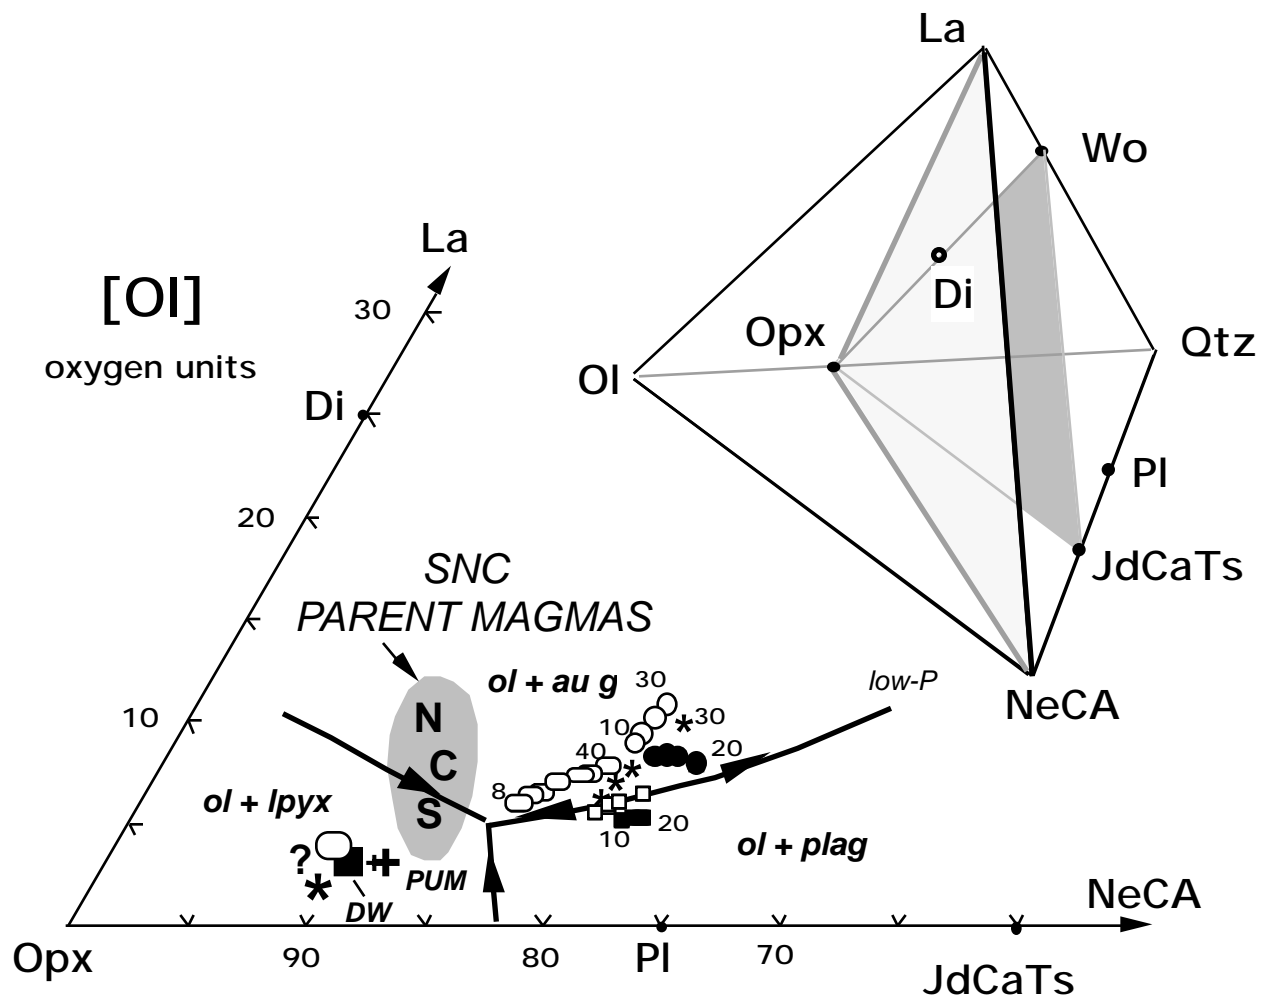 La
Wo
Di
Opx
Qtz
Ol
Pl
JdCaTs
NeCA
La
[Ol]
oxygen units
30
Di
20
SNC
PARENT MAGMAS
ol + au g
30
low-P
10
N
10
*30
C
40
20
8
S
ol + lpyx
10
20
ol + plag
?
PUM
DW
NeCA
Opx
90
80
Pl
70
JdCaTs